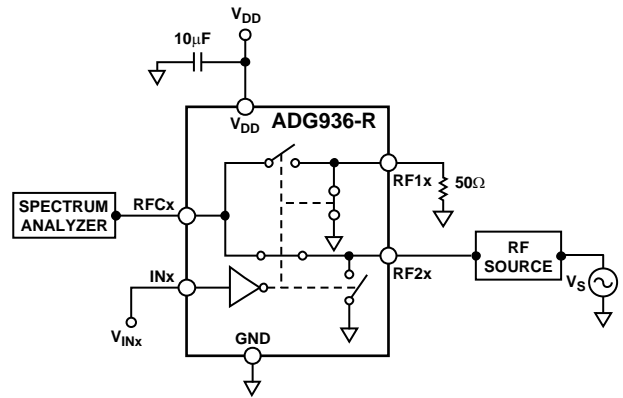 VDD
10μF
VDD
ADG936-R
RF1x
50Ω
SPECTRUM
ANALYZER
RFCx
RF2x
RF
SOURCE
VS
INx
VINx
GND